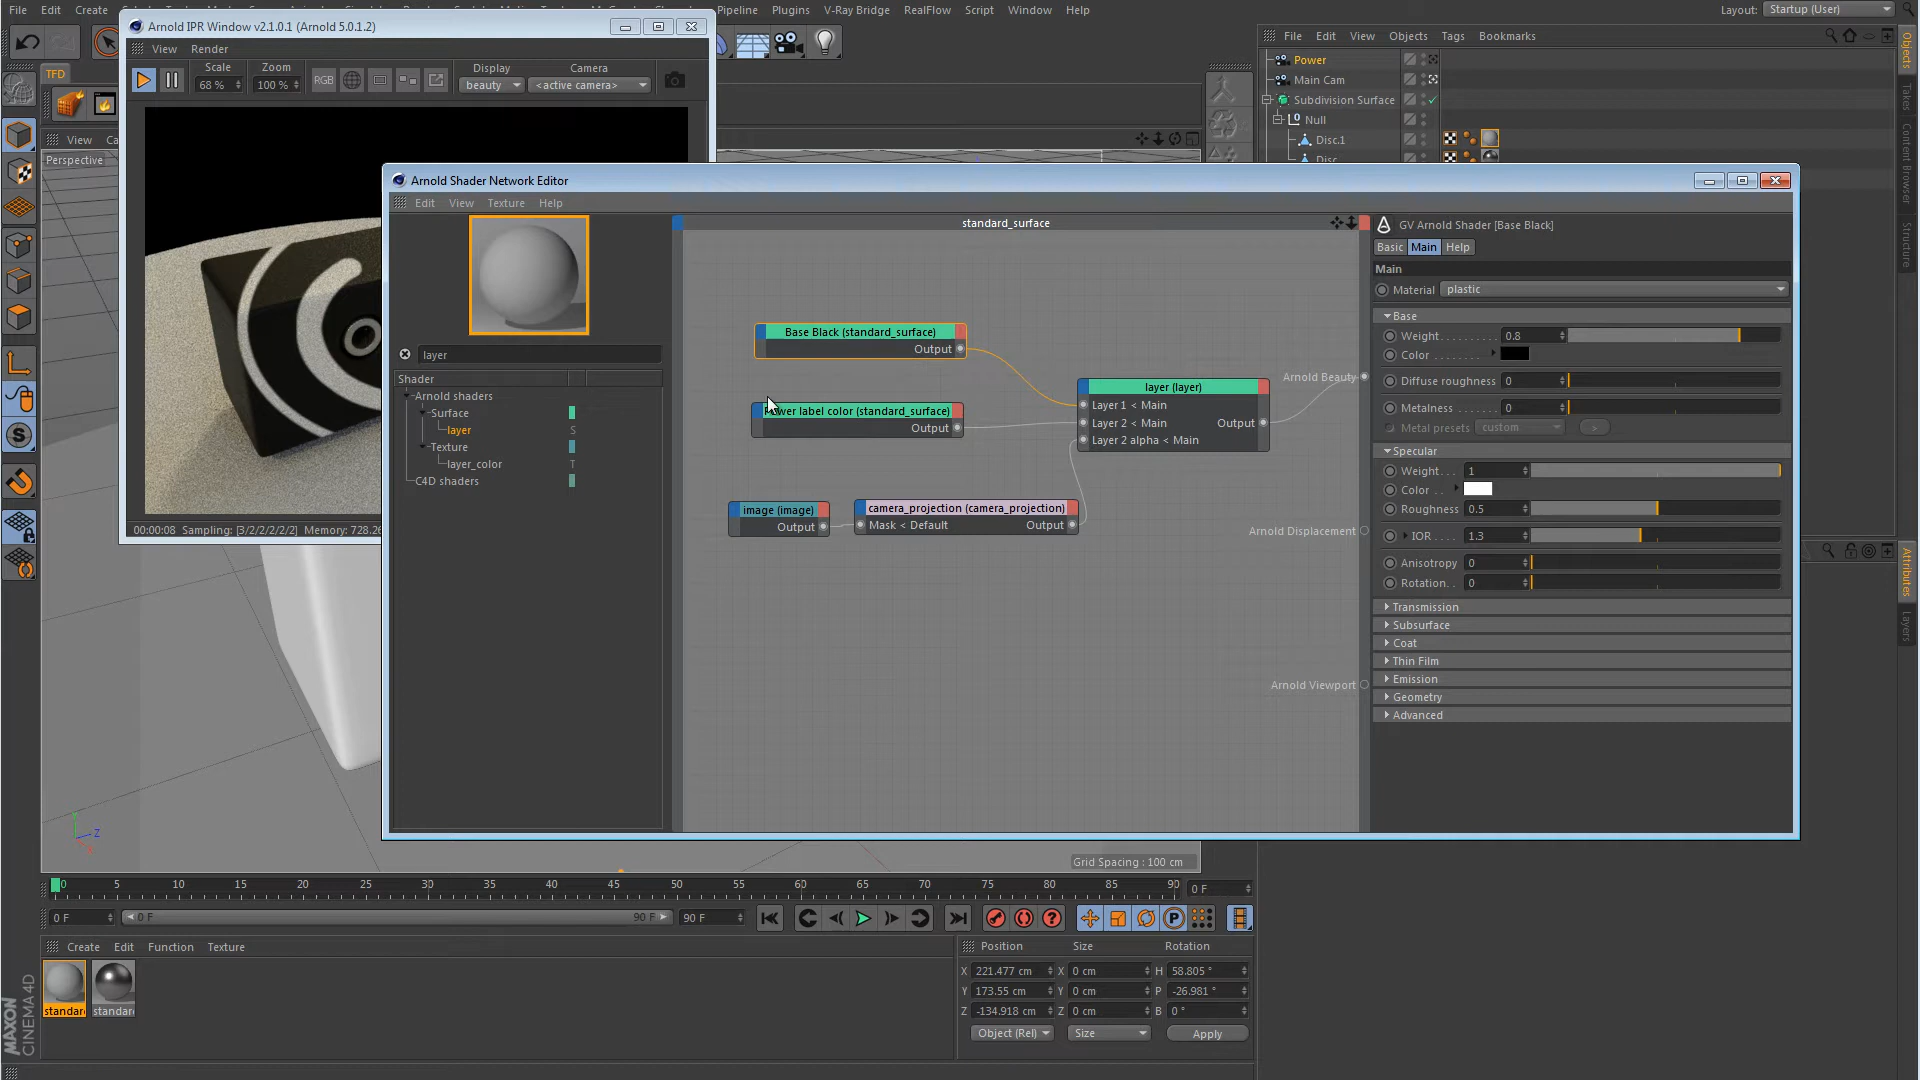 File Edit Create
Pipeline Plugins V-Ray Bridge RealFlow Script Window Help
Layout: Startup (User)
Arnold IPR Window v2.1.0.1 (Arnold 5.0.1.2)
View Render
TFD
Scale Zoom Display Camera
68 % 100 % RGB beauty <active camera>
View
Perspective
00:00:08 Sampling: [3/2/2/2/2/2]
File Edit View Objects Tags Bookmarks
Power
Main Cam
Subdivision Surface
Null
Disc.1
Disc
Objects
Takes
Content Browser
Structure
Attributes
Layers
Arnold Shader Network Editor
Edit View Texture Help
layer
Shader
Arnold shaders
Surface
layer S
Texture
layer_color T
C4D shaders
standard_surface
Base Black (standard_surface)
Output
label color (standard_surface)
Output
image (image)
Output
camera_projection (camera_projection)
Mask < Default Output
layer (layer)
Layer 1 < Main
Layer 2 < Main Output
Layer 2 alpha < Main
Arnold Beauty
Arnold Displacement
Arnold Viewport
GV Arnold Shader [Base Black]
Basic Main Help
Main
Material plastic
Base
Weight 0.8
Color
Diffuse roughness 0
Metalness 0
Metal presets custom >
Specular
Weight 1
Color
Roughness 0.5
IOR 1.3
Anisotropy 0
Rotation 0
Transmission
Subsurface
Coat
Thin Film
Emission
Geometry
Advanced
Grid Spacing : 100 cm
0 5 10 15 20 25 30 35 40 45 50 55 60 65 70 75 80 85 90 0 F
0 F 0 F 90 F 90 F
Create Edit Function Texture
Position Size Rotation
X 221.477 cm X 0 cm H 58.805 °
Y 173.55 cm Y 0 cm P -26.981 °
Z -134.918 cm Z 0 cm B 0 °
Object (Rel) Size Apply
MAXON
CINEMA 4D